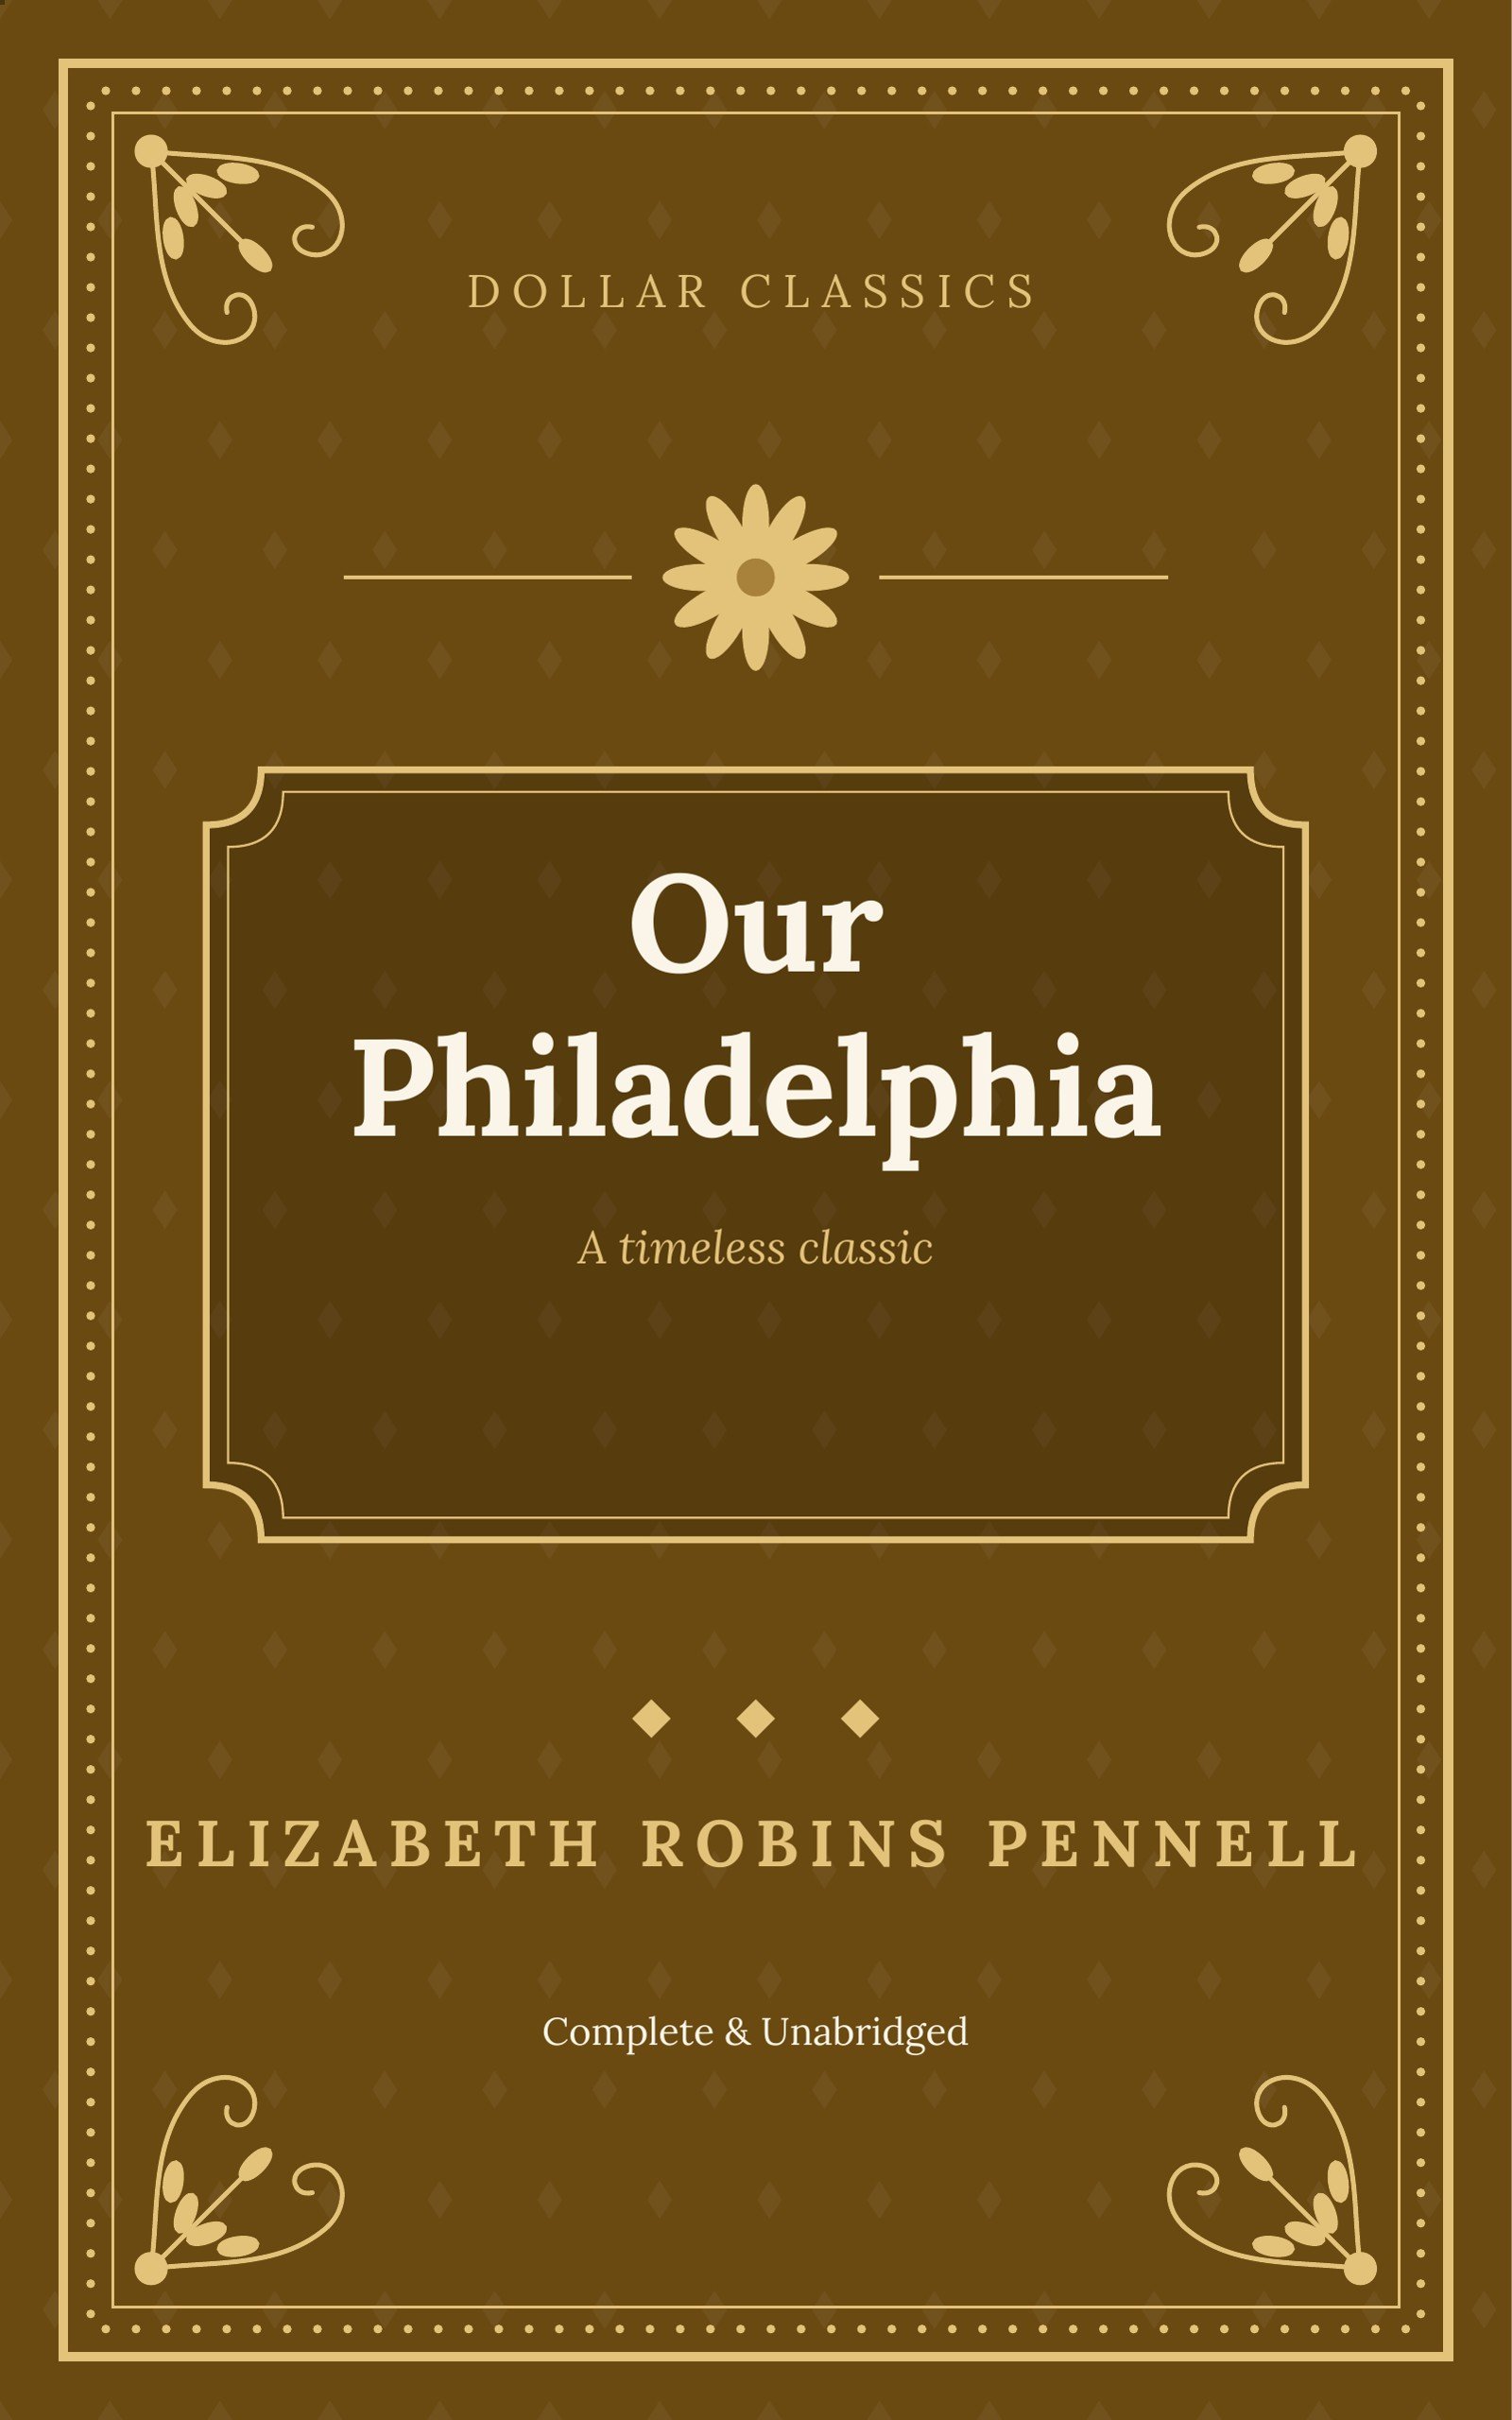 DOLLAR CLASSICS
Our
Philadelphia
A timeless classic
ELIZABETH ROBINS PENNELL
Complete & Unabridged